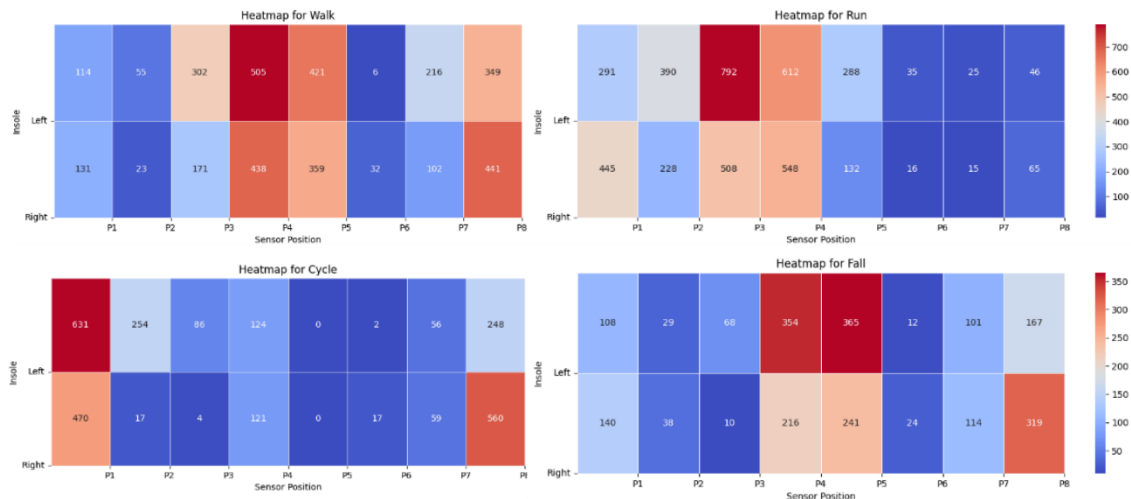 Heatmap for Walk
114 55 302 505 421 6 216 349
Left
131 23 171 438 359 32 102 441
Right
Insole
P1 P2 P3 P4 P5 P6 P7 P8
Sensor Position
Heatmap for Run
291 390 792 612 288 35 25 46
Left
445 228 508 548 132 16 15 65
Right
Insole
P1 P2 P3 P4 P5 P6 P7 P8
Sensor Position
700
600
500
400
300
200
100
Heatmap for Cycle
631 254 86 124 0 2 56 248
Left
470 17 4 121 0 17 59 560
Right
Insole
P1 P2 P3 P4 P5 P6 P7
Sensor Position
Heatmap for Fall
108 29 68 354 365 12 101 167
Left
140 38 10 216 241 24 114 319
Right
Insole
P1 P2 P3 P4 P5 P6 P7 P8
Sensor Position
350
300
250
200
150
100
50